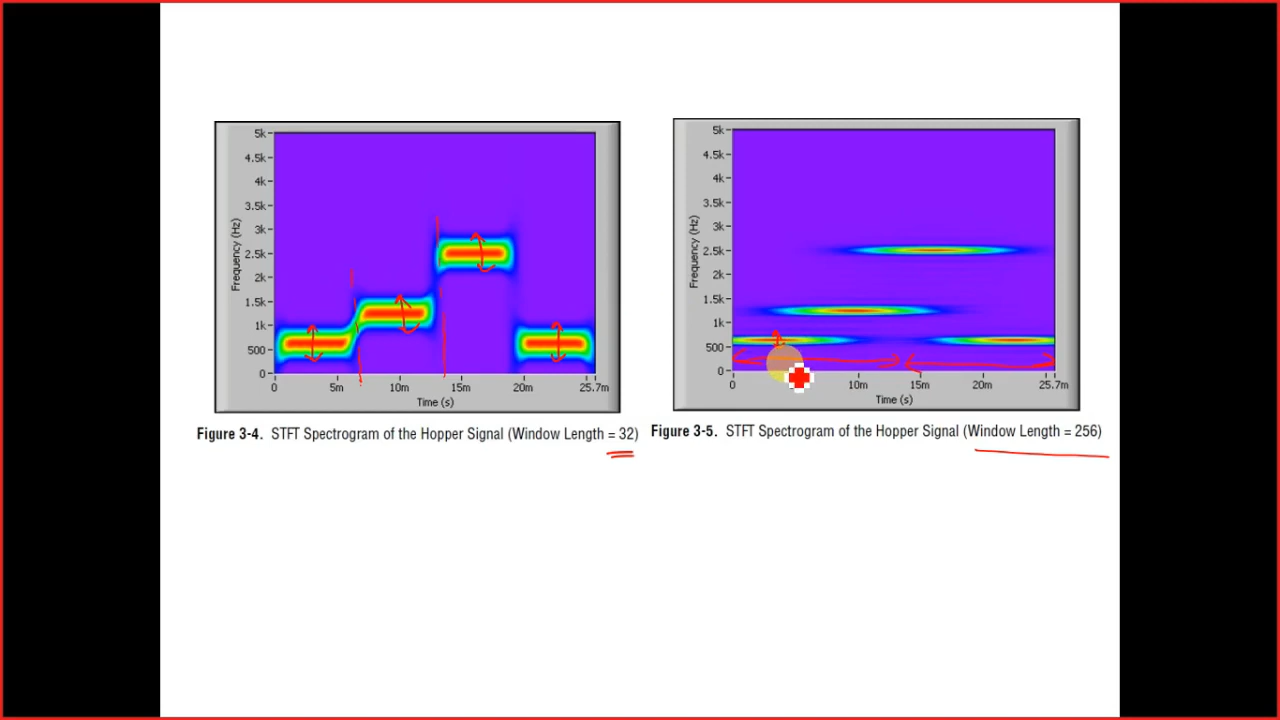 5k
4.5k
4k
3.5k
3k
2.5k
2k
1.5k
1k
500
0
Frequency (Hz)
0 5m 10m 15m 20m 25.7m
Time (s)
Figure 3-4. STFT Spectrogram of the Hopper Signal (Window Length = 32)
5k
4.5k
4k
3.5k
3k
2.5k
2k
1.5k
1k
500
0
Frequency (Hz)
0 10m 15m 20m 25.7m
Time (s)
Figure 3-5. STFT Spectrogram of the Hopper Signal (Window Length = 256)